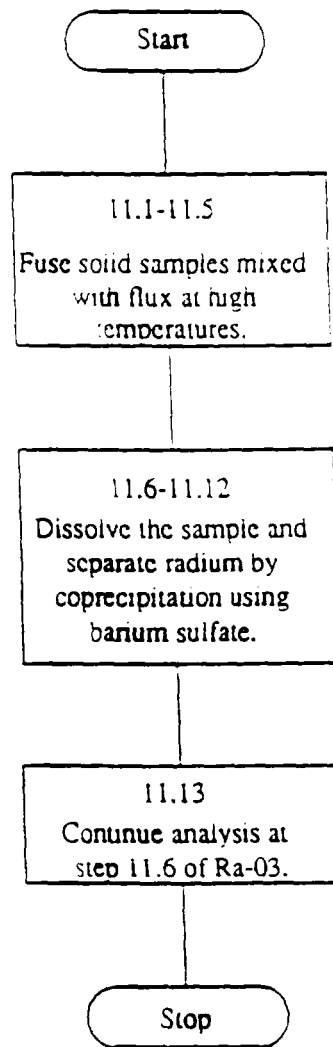 Start
11.1-11.5
Fuse solid samples mixed
with flux at high
temperatures.
11.6-11.12
Dissolve the sample and
separate radium by
coprecipitation using
barium sulfate.
11.13
Continue analysis at
step 11.6 of Ra-03.
Stop